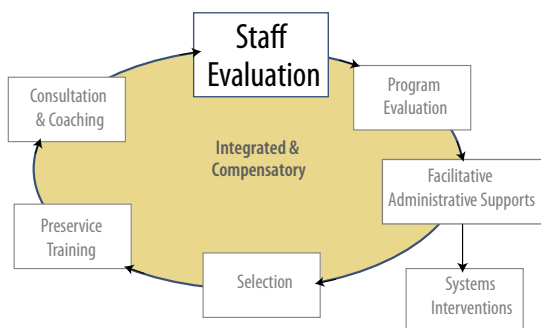 Staff
Evaluation
Program
Evaluation
Consultation
& Coaching
Integrated &
Compensatory
Facilitative
Administrative Supports
Preservice
Training
Selection
Systems
Interventions